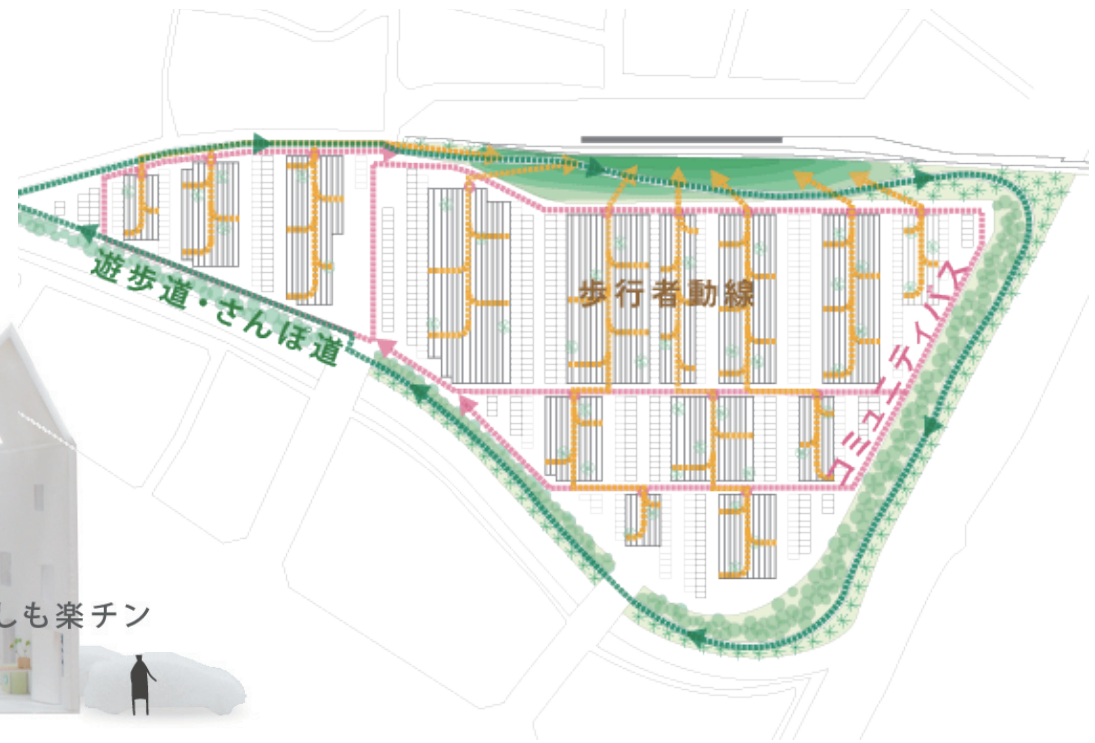 遊歩道・さんぽ道
歩行者動線
コミュニティバス
しも楽チン